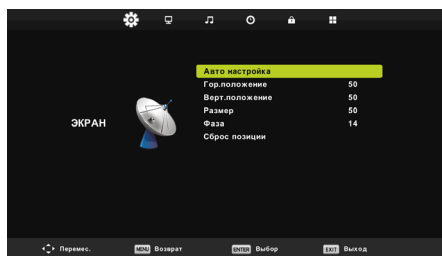 Авто настройка
Гор.положение 50
Верт.положение 50
Размер 50
Фаза 14
Сброс позиции
ЭКРАН
Перемес. MENU Возврат ENTER Выбор EXIT Выход